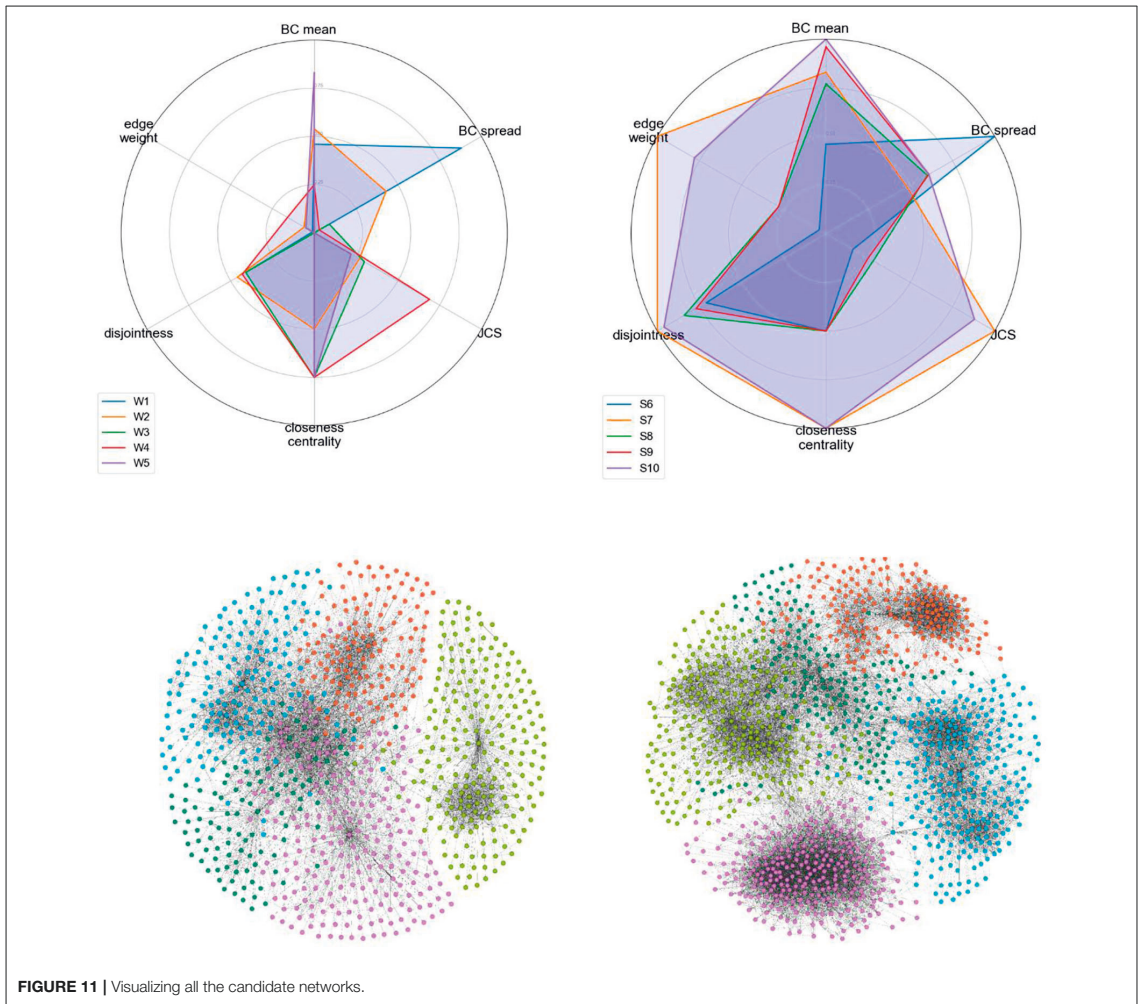 BC mean
BC spread
JCS
closeness
centrality
disjointness
edge
weight
W1
W2
W3
W4
W5
BC mean
BC spread
JCS
closeness
centrality
disjointness
edge
weight
S6
S7
S8
S9
S10
FIGURE 11 | Visualizing all the candidate networks.